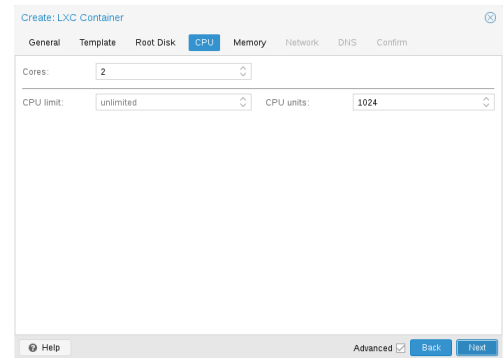 Create: LXC Container
General Template Root Disk CPU Memory Network DNS Confirm
Cores: 2
CPU limit: unlimited CPU units: 1024
Help Advanced Back Next